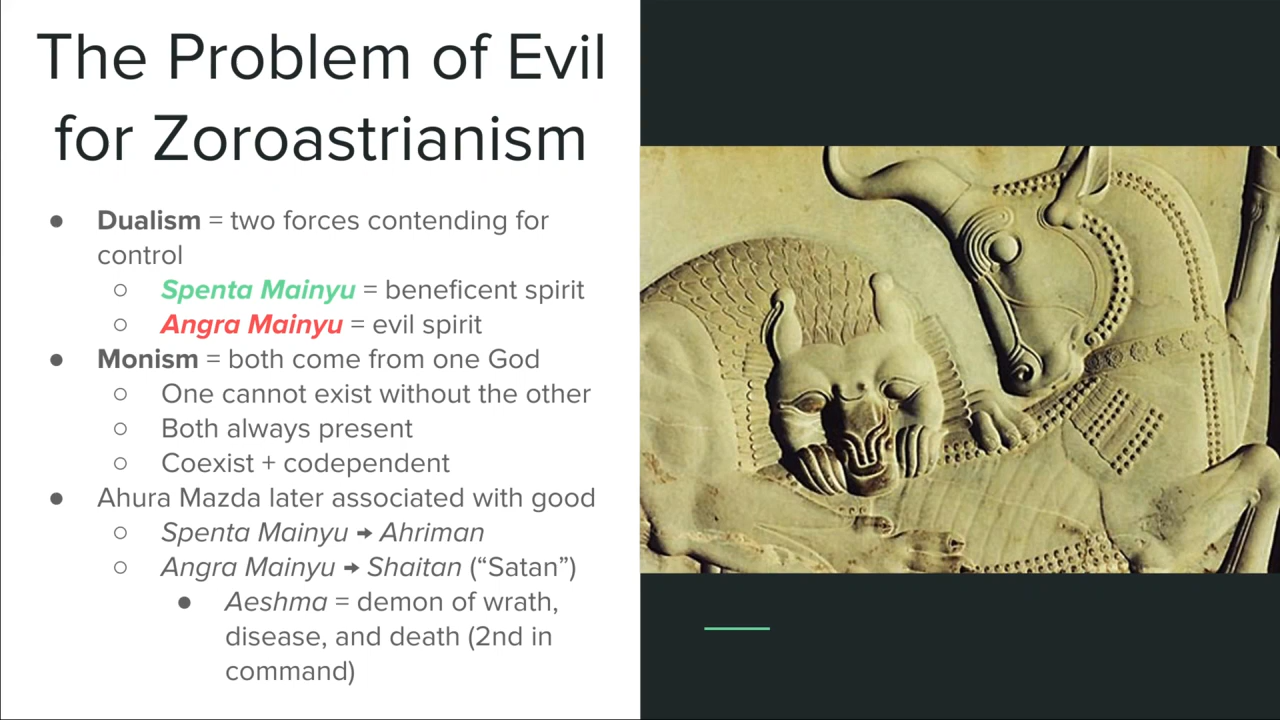 The Problem of Evil
for Zoroastrianism
● Dualism = two forces contending for
control
○ Spenta Mainyu = beneficent spirit
○ Angra Mainyu = evil spirit
● Monism = both come from one God
○ One cannot exist without the other
○ Both always present
○ Coexist + codependent
● Ahura Mazda later associated with good
○ Spenta Mainyu → Ahriman
○ Angra Mainyu → Shaitan (“Satan”)
● Aeshma = demon of wrath,
disease, and death (2nd in
command)